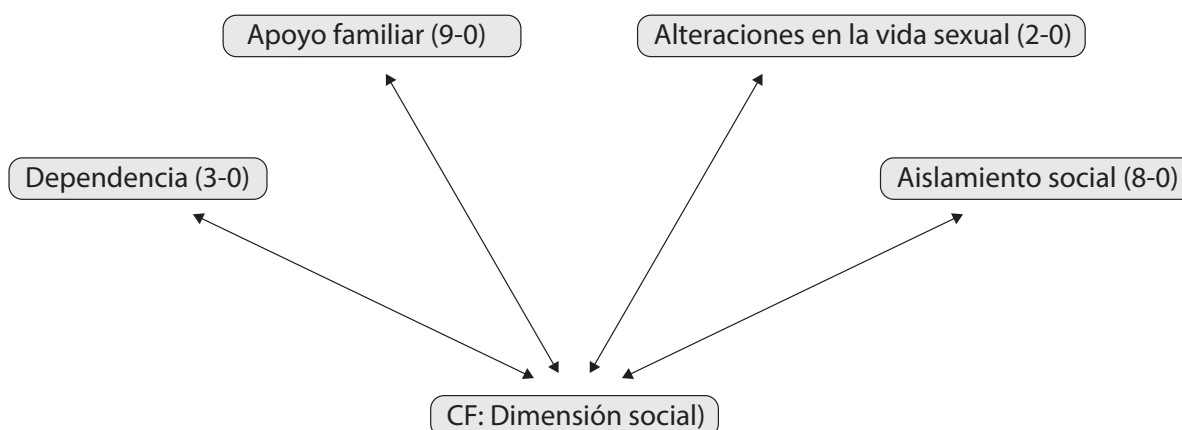 Apoyo familiar (9-0)
Alteraciones en la vida sexual (2-0)
Dependencia (3-0)
Aislamiento social (8-0)
CF: Dimensión social)